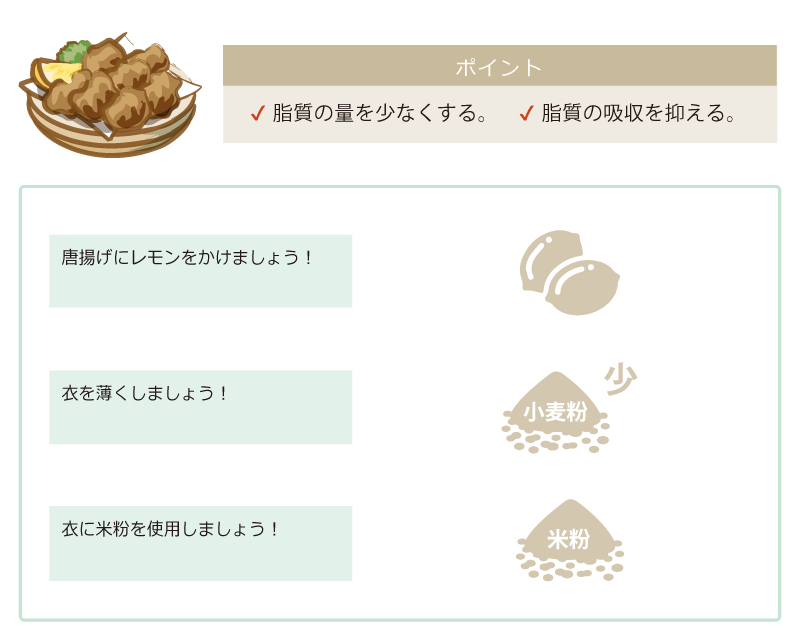 ポイント
✓ 脂質の量を少なくする。 ✓ 脂質の吸収を抑える。
唐揚げにレモンをかけましょう！
衣を薄くしましょう！
少
小麦粉
衣に米粉を使用しましょう！
米粉